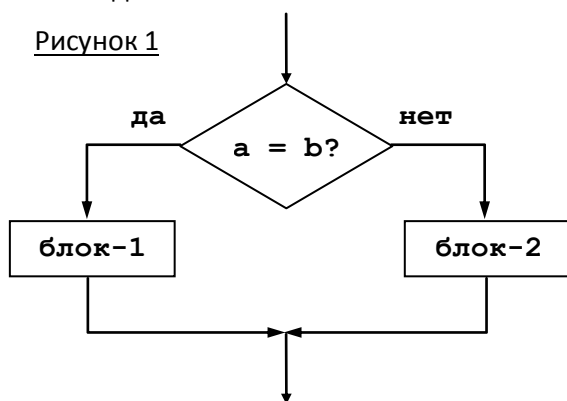 Рисунок 1
да
нет
a = b?
блок-1
блок-2